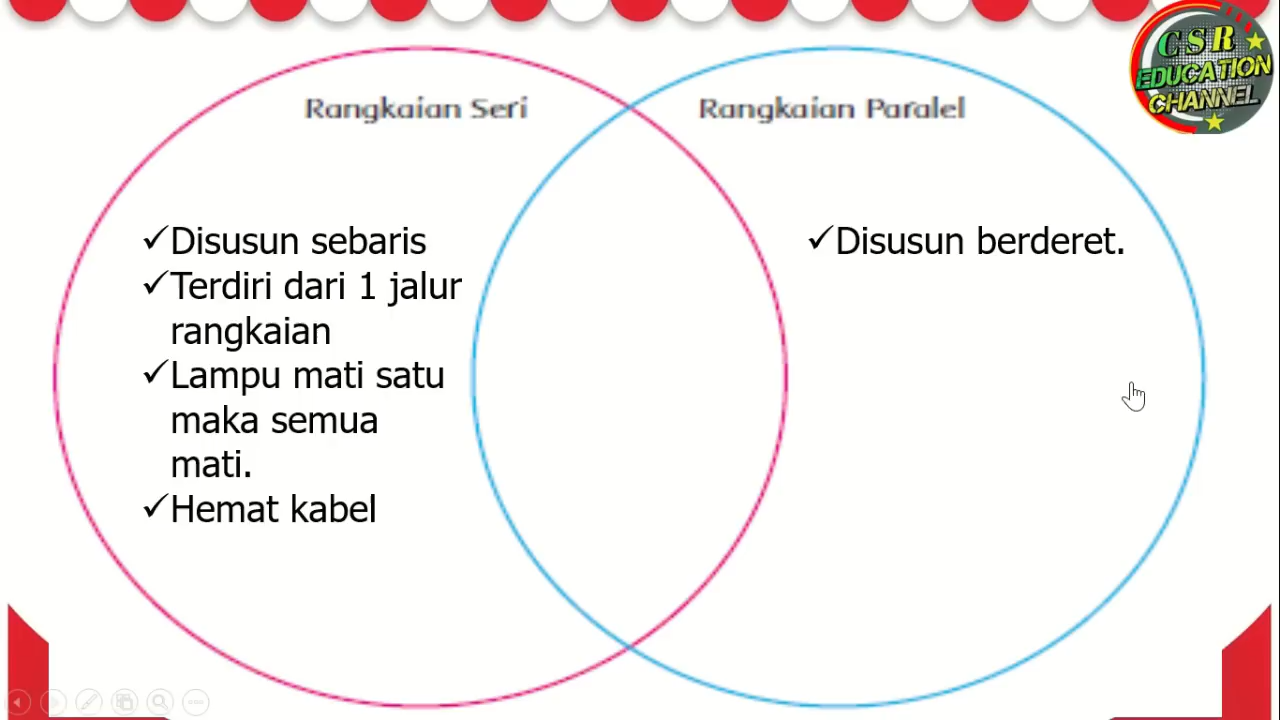 CSR
EDUCATION
CHANNEL
Rangkaian Seri
Rangkaian Paralel
✓Disusun sebaris
✓Terdiri dari 1 jalur
rangkaian
✓Lampu mati satu
maka semua
mati.
✓Hemat kabel
✓Disusun berderet.